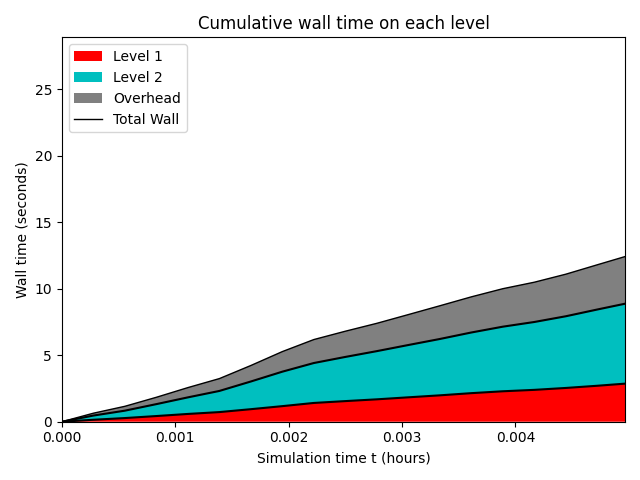 Cumulative wall time on each level
Level 1
Level 2
Overhead
Total Wall
Wall time (seconds)
25
20
15
10
5
0
0.000 0.001 0.002 0.003 0.004
Simulation time t (hours)